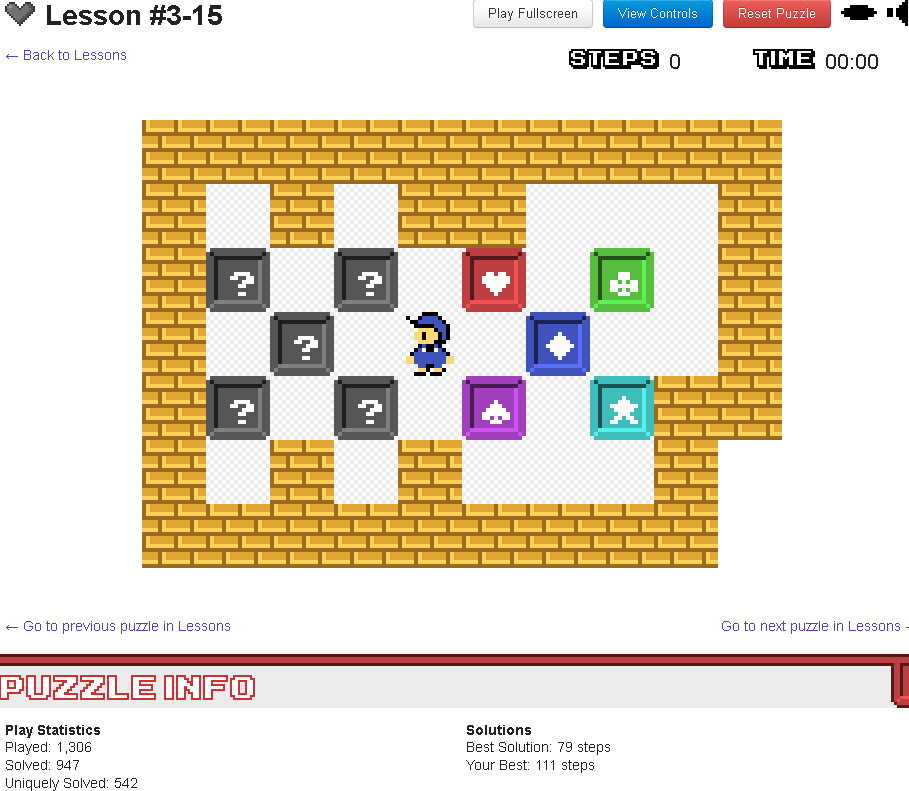 Lesson #3-15
Play Fullscreen
View Controls
Reset Puzzle
← Back to Lessons
STEPS 0
TIME 00:00
?
?
?
?
?
← Go to previous puzzle in Lessons
Go to next puzzle in Lessons
PUZZLE INFO
Play Statistics
Played: 1,306
Solved: 947
Uniquely Solved: 542
Solutions
Best Solution: 79 steps
Your Best: 111 steps